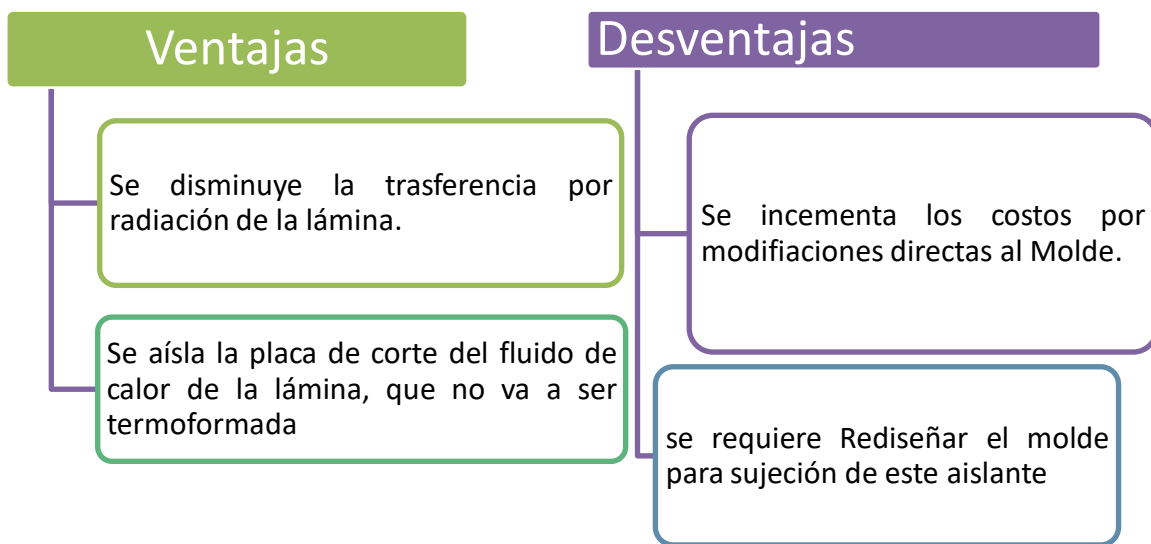 Ventajas
Se disminuye la trasferencia por
radiación de la lámina.
Se aísla la placa de corte del fluido de
calor de la lámina, que no va a ser
termoformada
Desventajas
Se incementa los costos por
modifiaciones directas al Molde.
se requiere Rediseñar el molde
para sujeción de este aislante